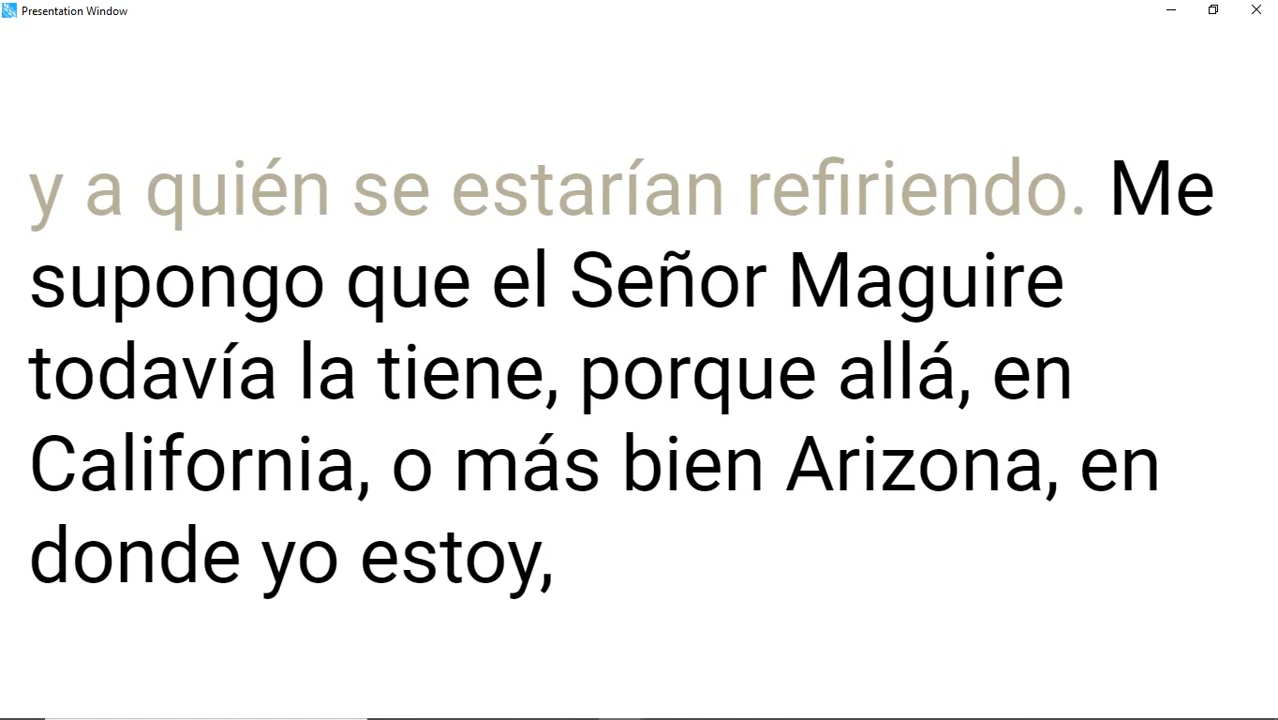 Presentation Window
y a quién se estarían refiriendo. Me
supongo que el Señor Maguire
todavía la tiene, porque allá, en
California, o más bien Arizona, en
donde yo estoy,